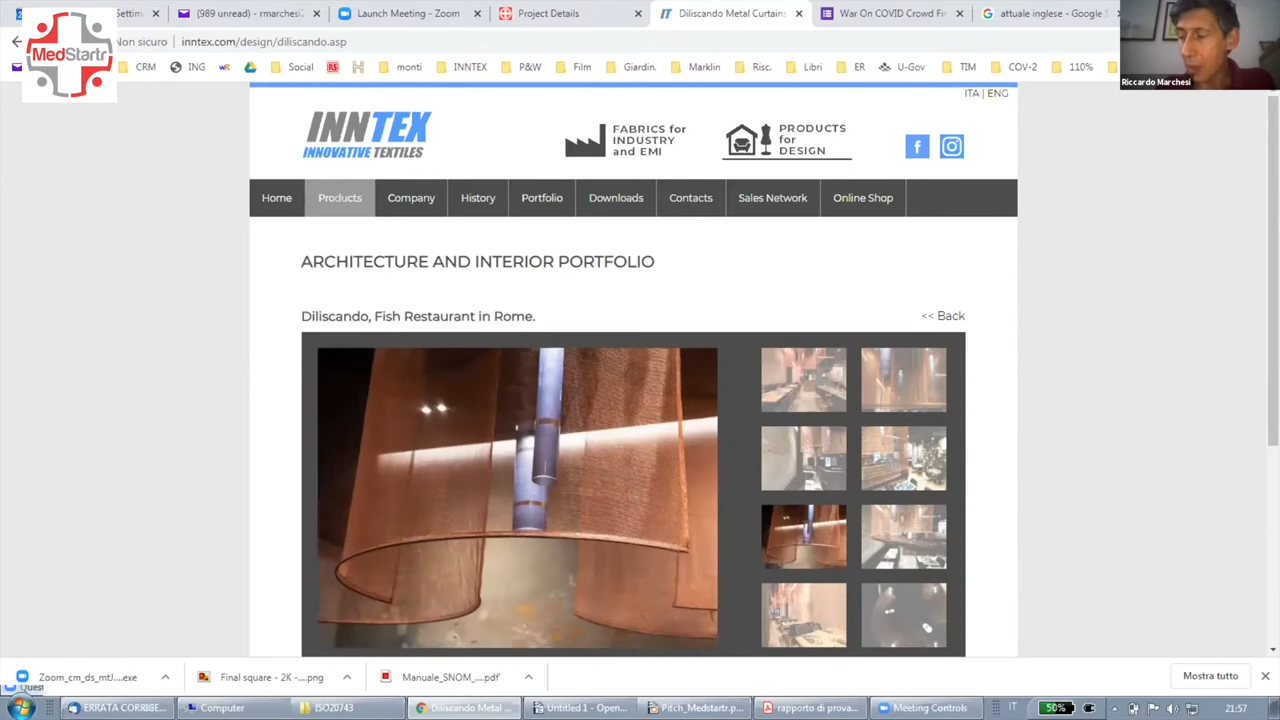 Settin
(989 unread) - rmarchesi
Launch Meeting - Zoom
Project Details
Diliscando Metal Curtains
War On COVID Crowd Fi
attuale inglese - Google S
MedStartr
Non sicuro
inntex.com/design/diliscando.asp
Riccardo Marchesi
CRM
ING
Social
monti
INNTEX
P&W
Film
Giardin.
Marklin
Risc.
Libri
ER
U-Gov
TIM
COV-2
110%
ITA | ENG
INNTEX
INNOVATIVE TEXTILES
FABRICS for
INDUSTRY
and EMI
PRODUCTS
for
DESIGN
Home
Products
Company
History
Portfolio
Downloads
Contacts
Sales Network
Online Shop
ARCHITECTURE AND INTERIOR PORTFOLIO
Diliscando, Fish Restaurant in Rome.
<< Back
Zoom_cm_ds_mtJ....exe
Final square - 2K -....png
Manuale_SNOM_....pdf
Mostra tutto
Quest
ERRATA CORRIGE...
Computer
ISO20743
Diliscando Metal ...
Untitled 1 - Open...
Pitch_Medstartr.p...
rapporto di prova...
Meeting Controls
IT
50%
21:57